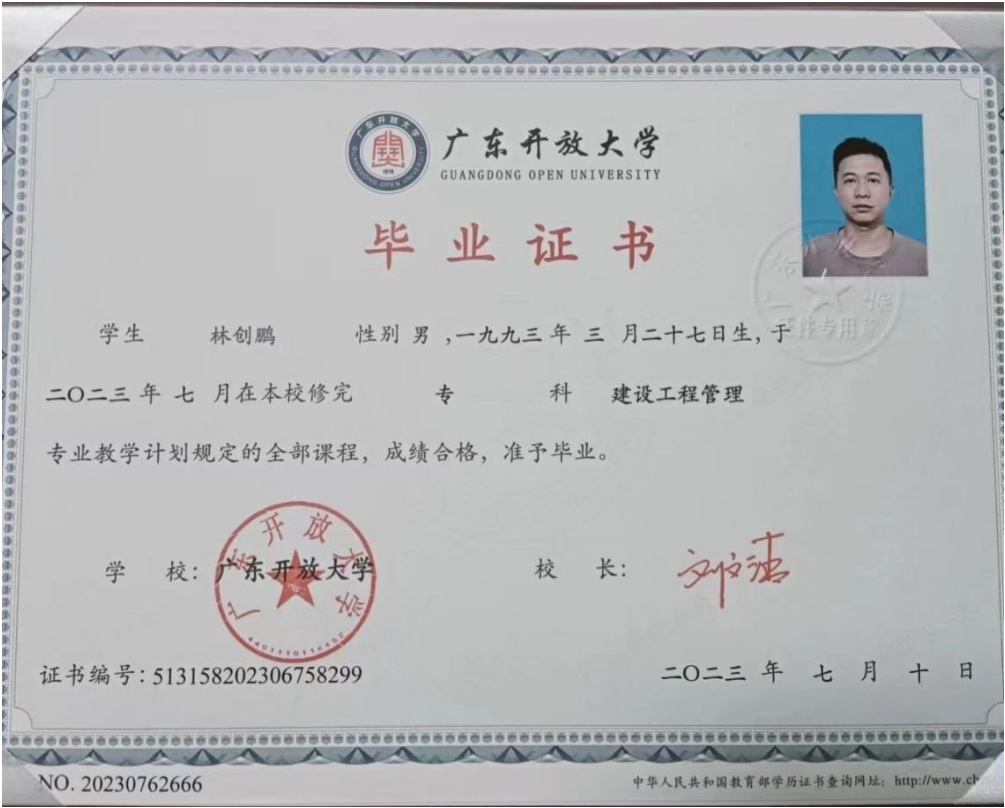 广东开放大学
GUANGDONG OPEN UNIVERSITY
毕业证书
学生 林创鹏 性别 男 ,一九九三 年 三 月二十七日生,于
二〇二三 年 七 月在本校修完 专 科 建设工程管理
专业教学计划规定的全部课程，成绩合格，准予毕业。
学 校：广东开放大学
广东开放大学
校 长：
证书编号：513158202306758299
二〇二三 年 七 月 十 日
NO. 20230762666
中华人民共和国教育部学历证书查询网址：http://www.ch